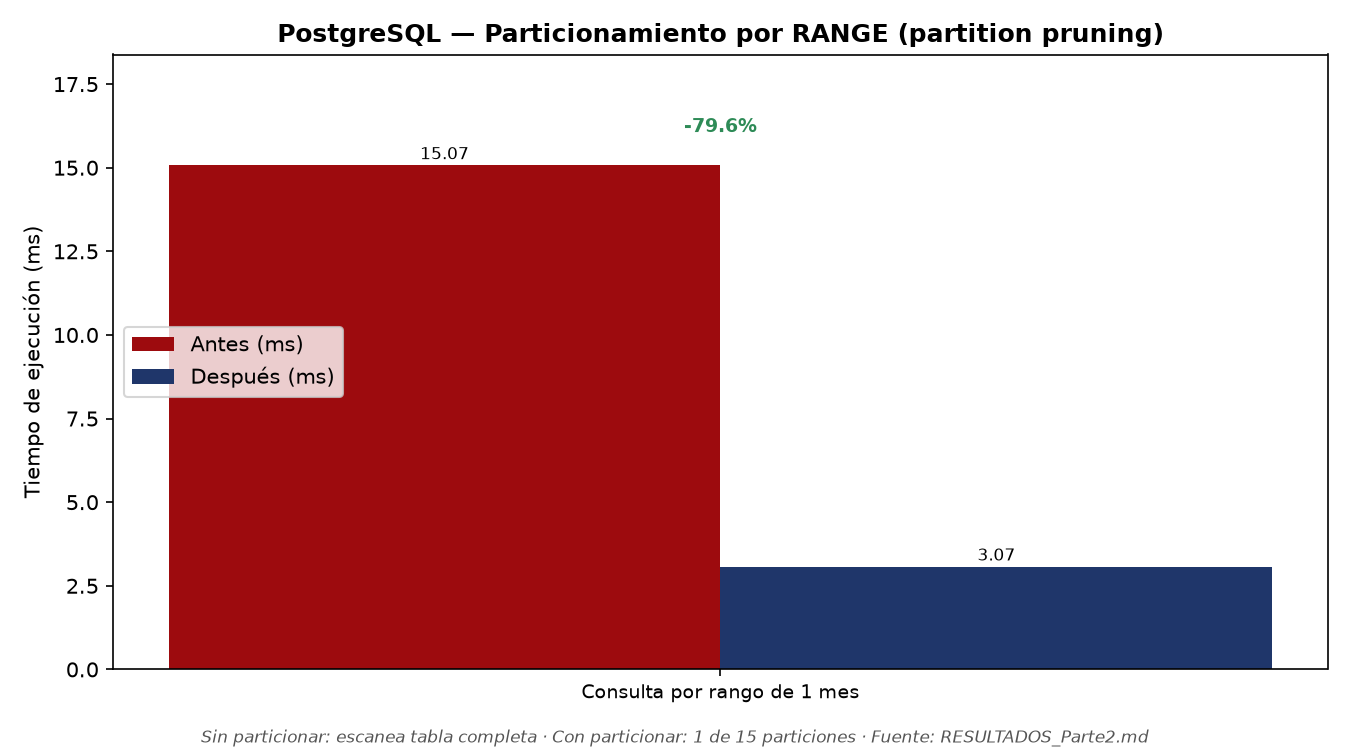 PostgreSQL — Particionamiento por RANGE (partition pruning)
17.5
15.0
12.5
10.0
7.5
5.0
2.5
0.0
Tiempo de ejecución (ms)
-79.6%
15.07
3.07
Antes (ms)
Después (ms)
Consulta por rango de 1 mes
Sin particionar: escanea tabla completa · Con particionar: 1 de 15 particiones · Fuente: RESULTADOS_Parte2.md